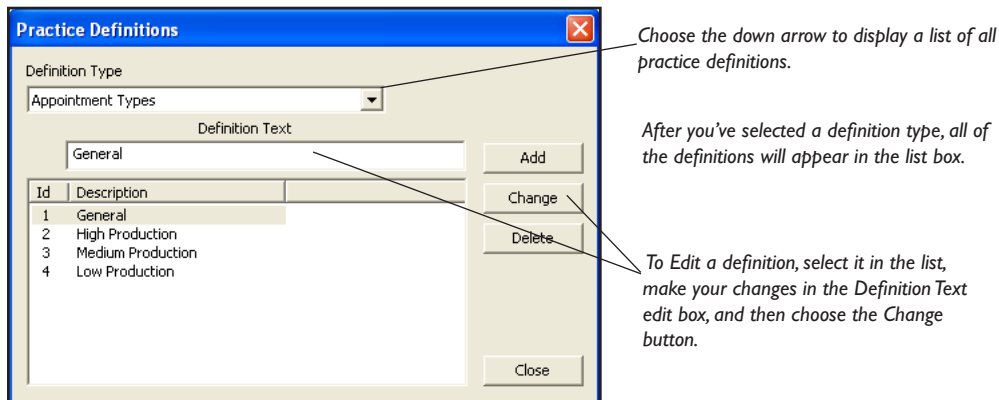 Practice Definitions
Definition Type
Appointment Types
Definition Text
General
Add
Id Description
Change
1 General
2 High Production
Delete
3 Medium Production
4 Low Production
Close
Choose the down arrow to display a list of all
practice definitions.
After you've selected a definition type, all of
the definitions will appear in the list box.
To Edit a definition, select it in the list,
make your changes in the Definition Text
edit box, and then choose the Change
button.